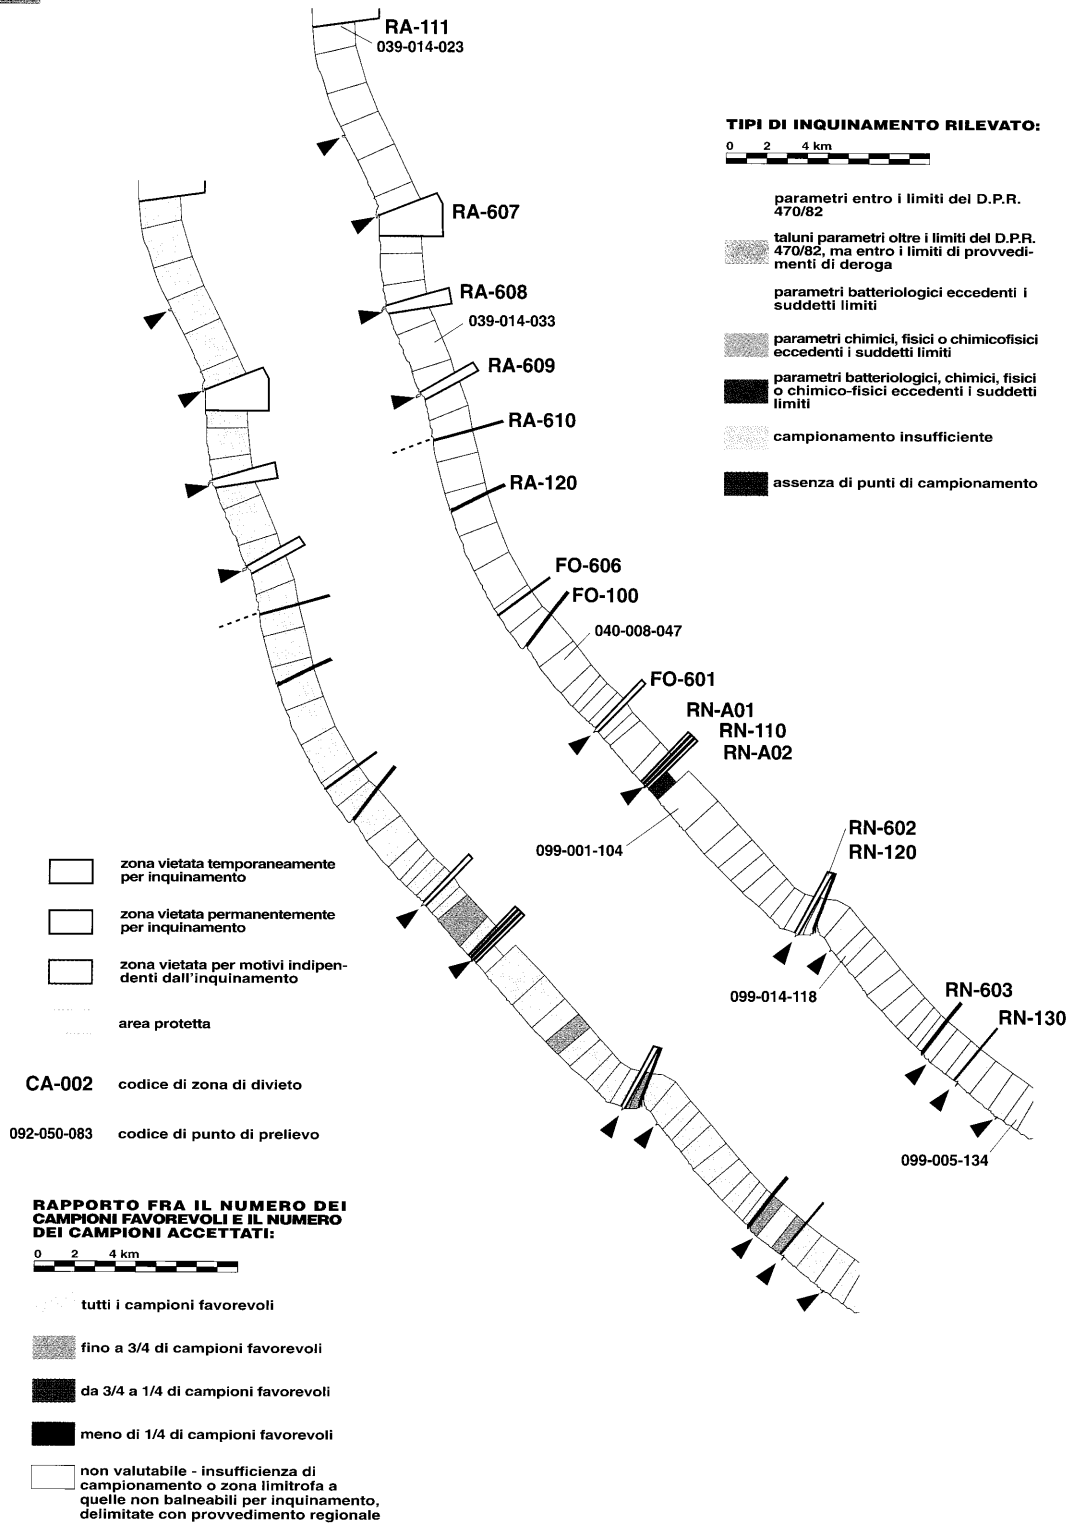 RA-111
039-014-023
TIPI DI INQUINAMENTO RILEVATO:
0 2 4 km
parametri entro i limiti del D.P.R.
470/82
taluni parametri oltre i limiti del D.P.R.
470/82, ma entro i limiti di provvedi-
menti di deroga
parametri batteriologici eccedenti i
suddetti limiti
parametri chimici, fisici o chimicofisici
eccedenti i suddetti limiti
parametri batteriologici, chimici, fisici
o chimico-fisici eccedenti i suddetti
limiti
campionamento insufficiente
assenza di punti di campionamento
RA-607
RA-608
039-014-033
RA-609
RA-610
RA-120
FO-606
FO-100
040-008-047
FO-601
RN-A01
RN-110
RN-A02
099-001-104
RN-602
RN-120
099-014-118
RN-603
RN-130
099-005-134
zona vietata temporaneamente
per inquinamento
zona vietata permanentemente
per inquinamento
zona vietata per motivi indipen-
denti dall'inquinamento
area protetta
CA-002 codice di zona di divieto
092-050-083 codice di punto di prelievo
RAPPORTO FRA IL NUMERO DEI
CAMPIONI FAVOREVOLI E IL NUMERO
DEI CAMPIONI ACCETTATI:
0 2 4 km
tutti i campioni favorevoli
fino a 3/4 di campioni favorevoli
da 3/4 a 1/4 di campioni favorevoli
meno di 1/4 di campioni favorevoli
non valutabile - insufficienza di
campionamento o zona limitrofa a
quelle non balneabili per inquinamento,
delimitate con provvedimento regionale